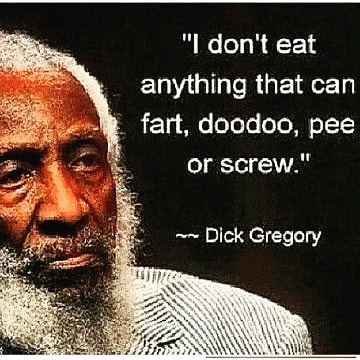 "I don't eat
anything that can
fart, doodoo, pee
or screw."
~~ Dick Gregory